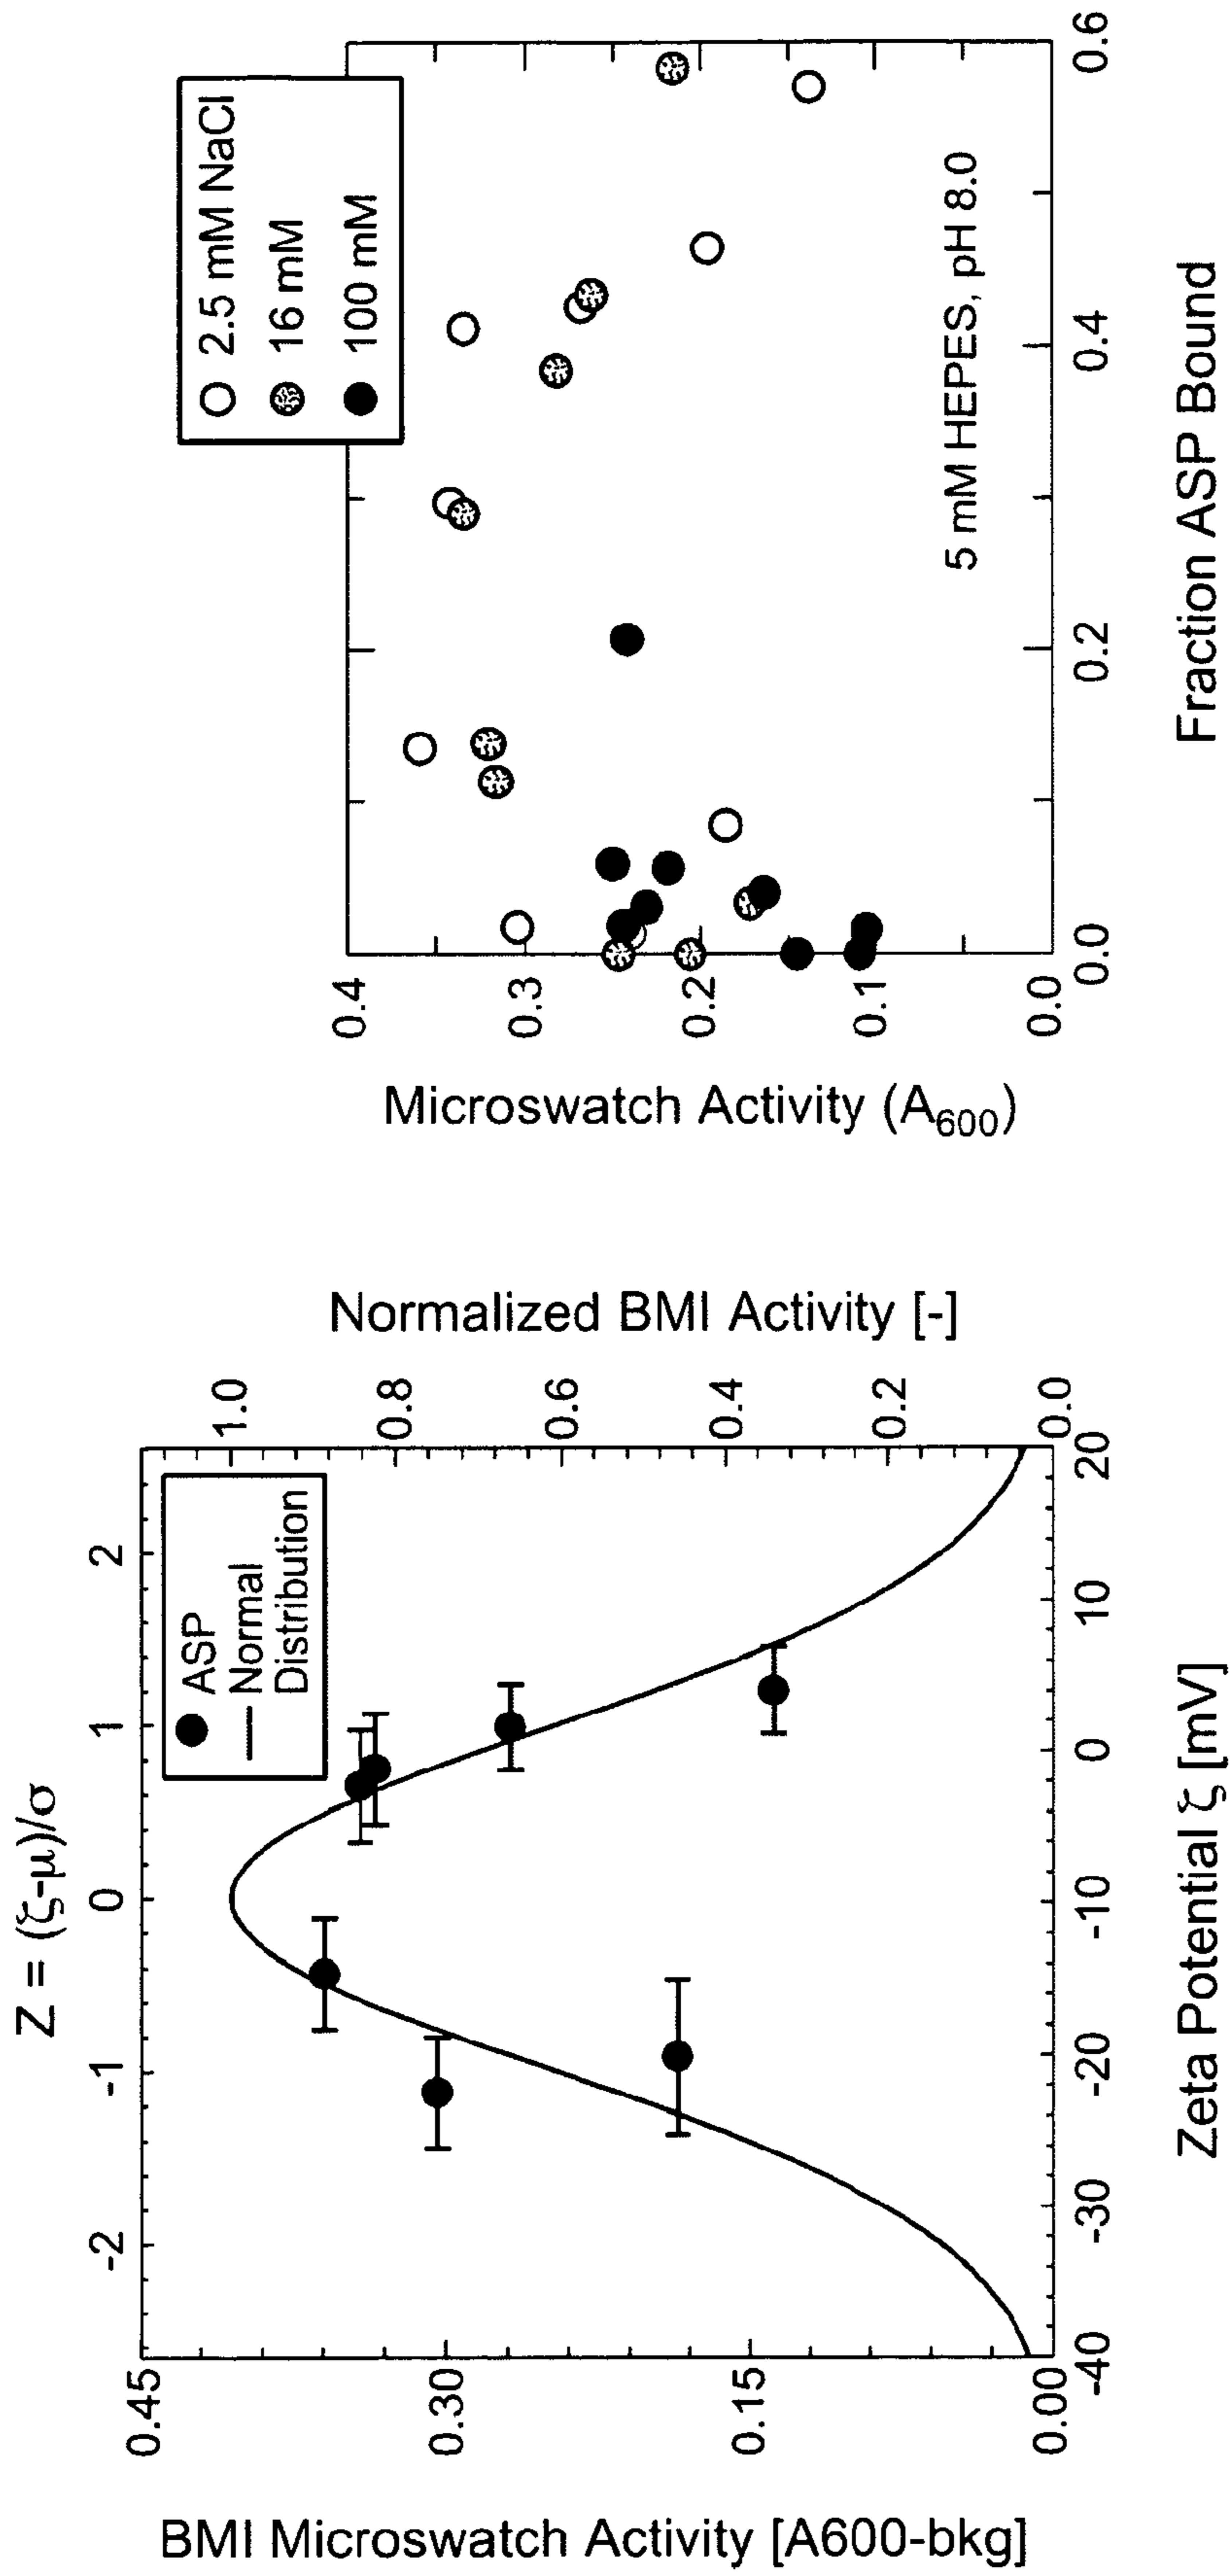 Z = (ζ-μ)/σ
-2
-1
0
1
2
ASP
Normal
Distribution
0.45
0.30
0.15
0.00
BMI Microswatch Activity [A600-bkg]
1.0
0.8
0.6
0.4
0.2
0.0
Normalized BMI Activity [-]
-40
-30
-20
-10
0
10
20
Zeta Potential ζ [mV]
2.5 mM NaCl
16 mM
100 mM
0.4
0.3
0.2
0.1
0.0
Microswatch Activity (A600)
5 mM HEPES, pH 8.0
0.0
0.2
0.4
0.6
Fraction ASP Bound